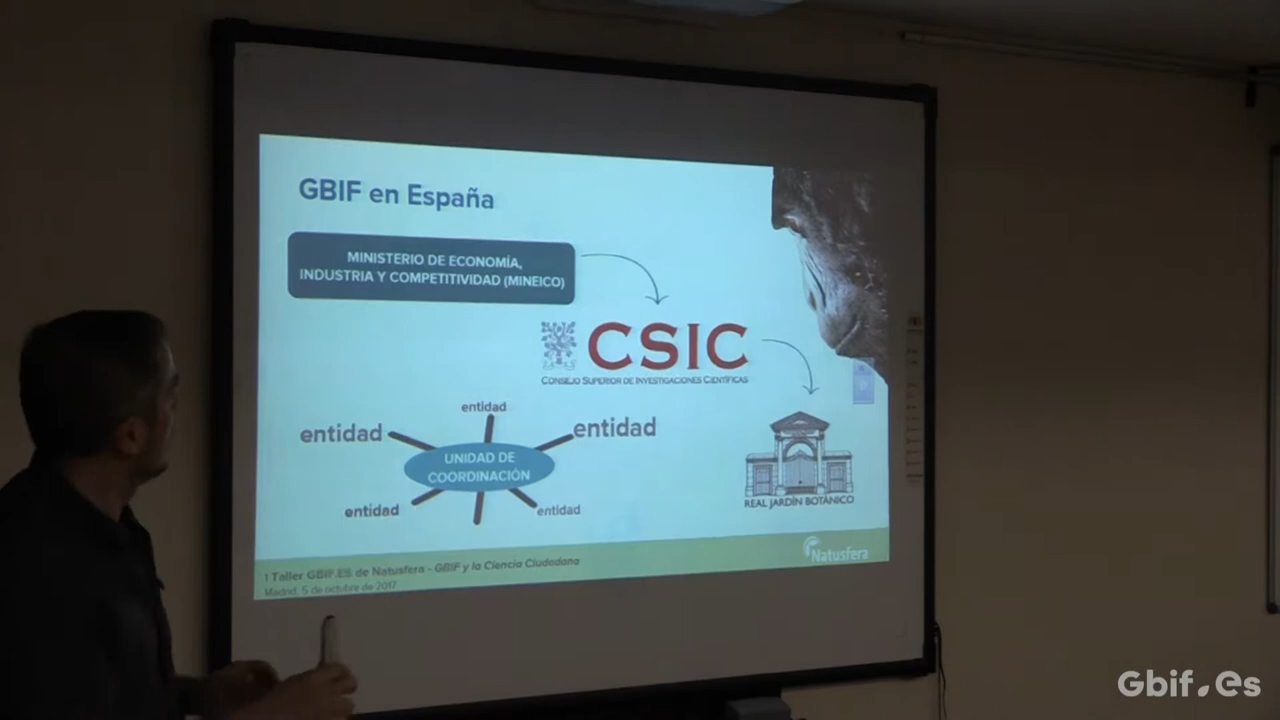 GBIF en España
MINISTERIO DE ECONOMÍA,
INDUSTRIA Y COMPETITIVIDAD (MINEICO)
CSIC
CONSEJO SUPERIOR DE INVESTIGACIONES CIENTÍFICAS
entidad
entidad
entidad
UNIDAD DE
COORDINACIÓN
entidad
entidad
REAL JARDÍN BOTÁNICO
Natusfera
I Taller GBIF.ES de Natusfera - GBIF y la Ciencia Ciudadana
Madrid, 5 de octubre de 2017
Gbif.es